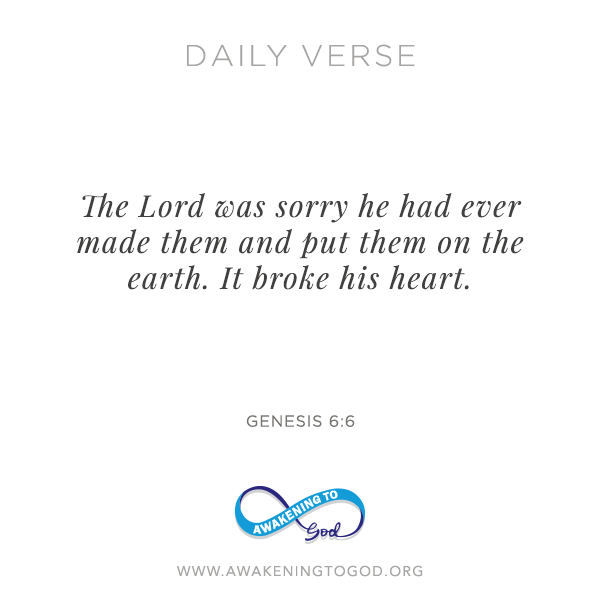 DAILY VERSE
The Lord was sorry he had ever
made them and put them on the
earth. It broke his heart.
GENESIS 6:6
AWAKENING TO
God
WWW.AWAKENINGTOGOD.ORG